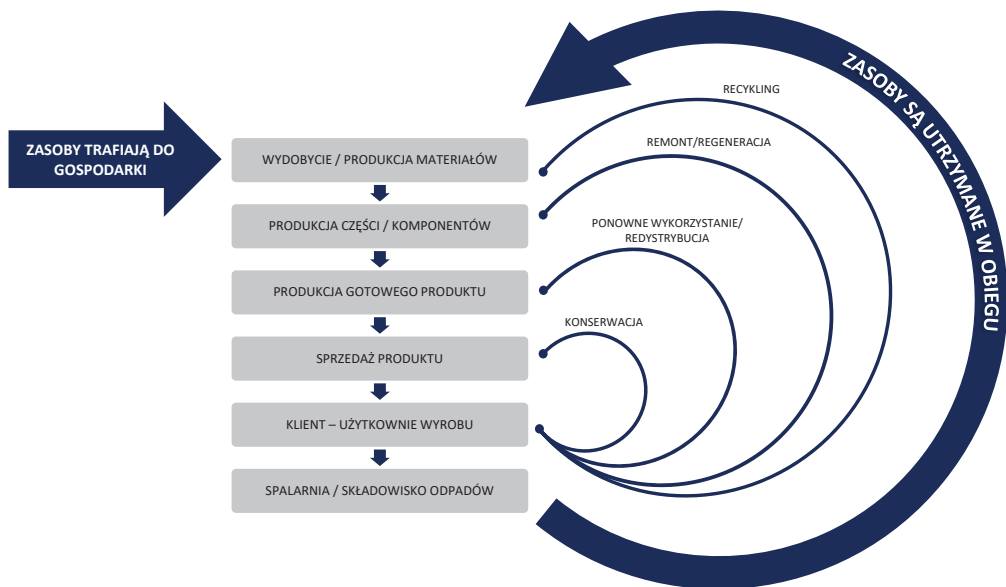 ZASOBY TRAFIAJĄ DO
GOSPODARKI
WYDOBYCIE / PRODUKCJA MATERIAŁÓW
PRODUKCJA CZĘŚCI / KOMPONENTÓW
PRODUKCJA GOTOWEGO PRODUKTU
SPRZEDAŻ PRODUKTU
KLIENT – UŻYTKOWNIE WYROBU
SPALARNIA / SKŁADOWISKO ODPADÓW
RECYKLING
REMONT/REGENERACJA
PONOWNE WYKORZYSTANIE/
REDYSTRYBUCJA
KONSERWACJA
ZASOBY SĄ UTRZYMANE W OBIEGU